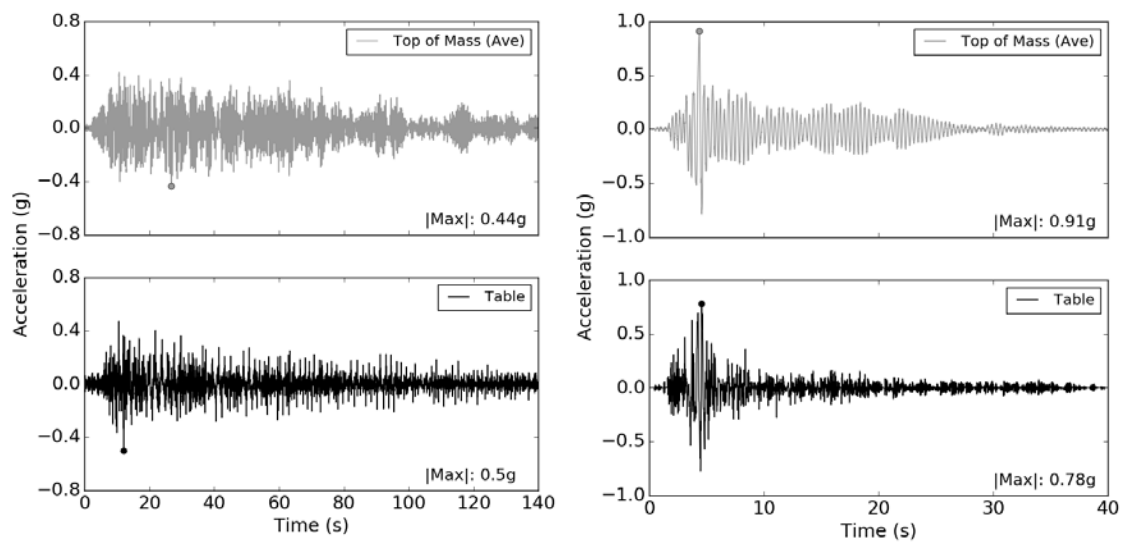 0.8
Top of Mass (Ave)
0.4
0.0
−0.4
|Max|: 0.44g
−0.8
0.8
Table
0.4
0.0
−0.4
|Max|: 0.5g
−0.8
0 20 40 60 80 100 120 140
Time (s)
Acceleration (g)
1.0
Top of Mass (Ave)
0.5
0.0
−0.5
|Max|: 0.91g
−1.0
1.0
Table
0.5
0.0
−0.5
|Max|: 0.78g
−1.0
0 10 20 30 40
Time (s)
Acceleration (g)